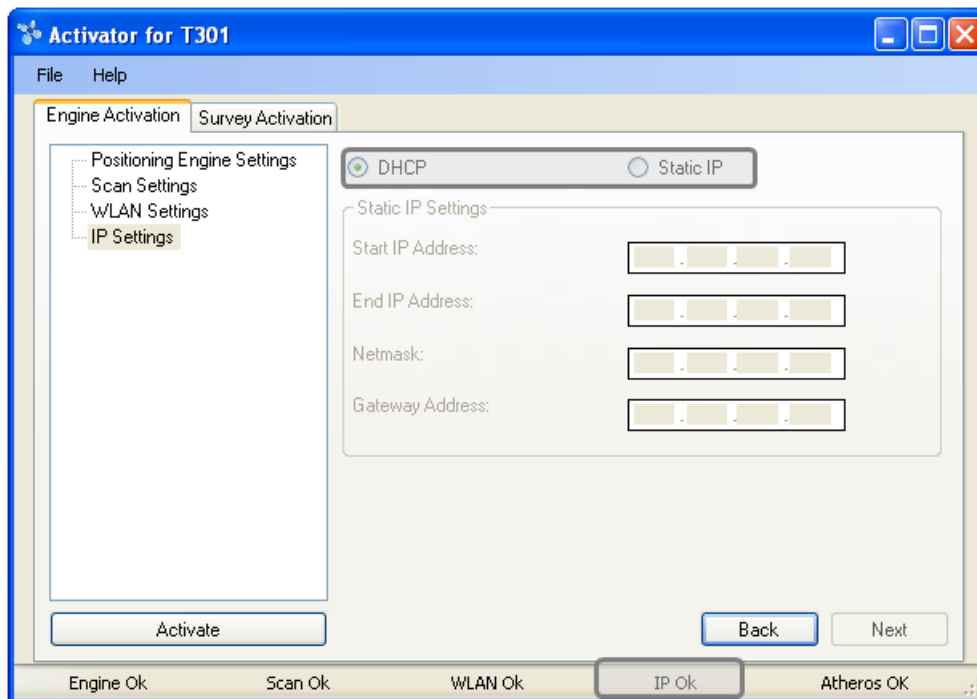 Activator for T301
File Help
Engine Activation Survey Activation
Positioning Engine Settings
Scan Settings
WLAN Settings
IP Settings
DHCP Static IP
Static IP Settings
Start IP Address:
End IP Address:
Netmask:
Gateway Address:
Activate Back Next
Engine Ok Scan Ok WLAN Ok IP Ok Atheros OK